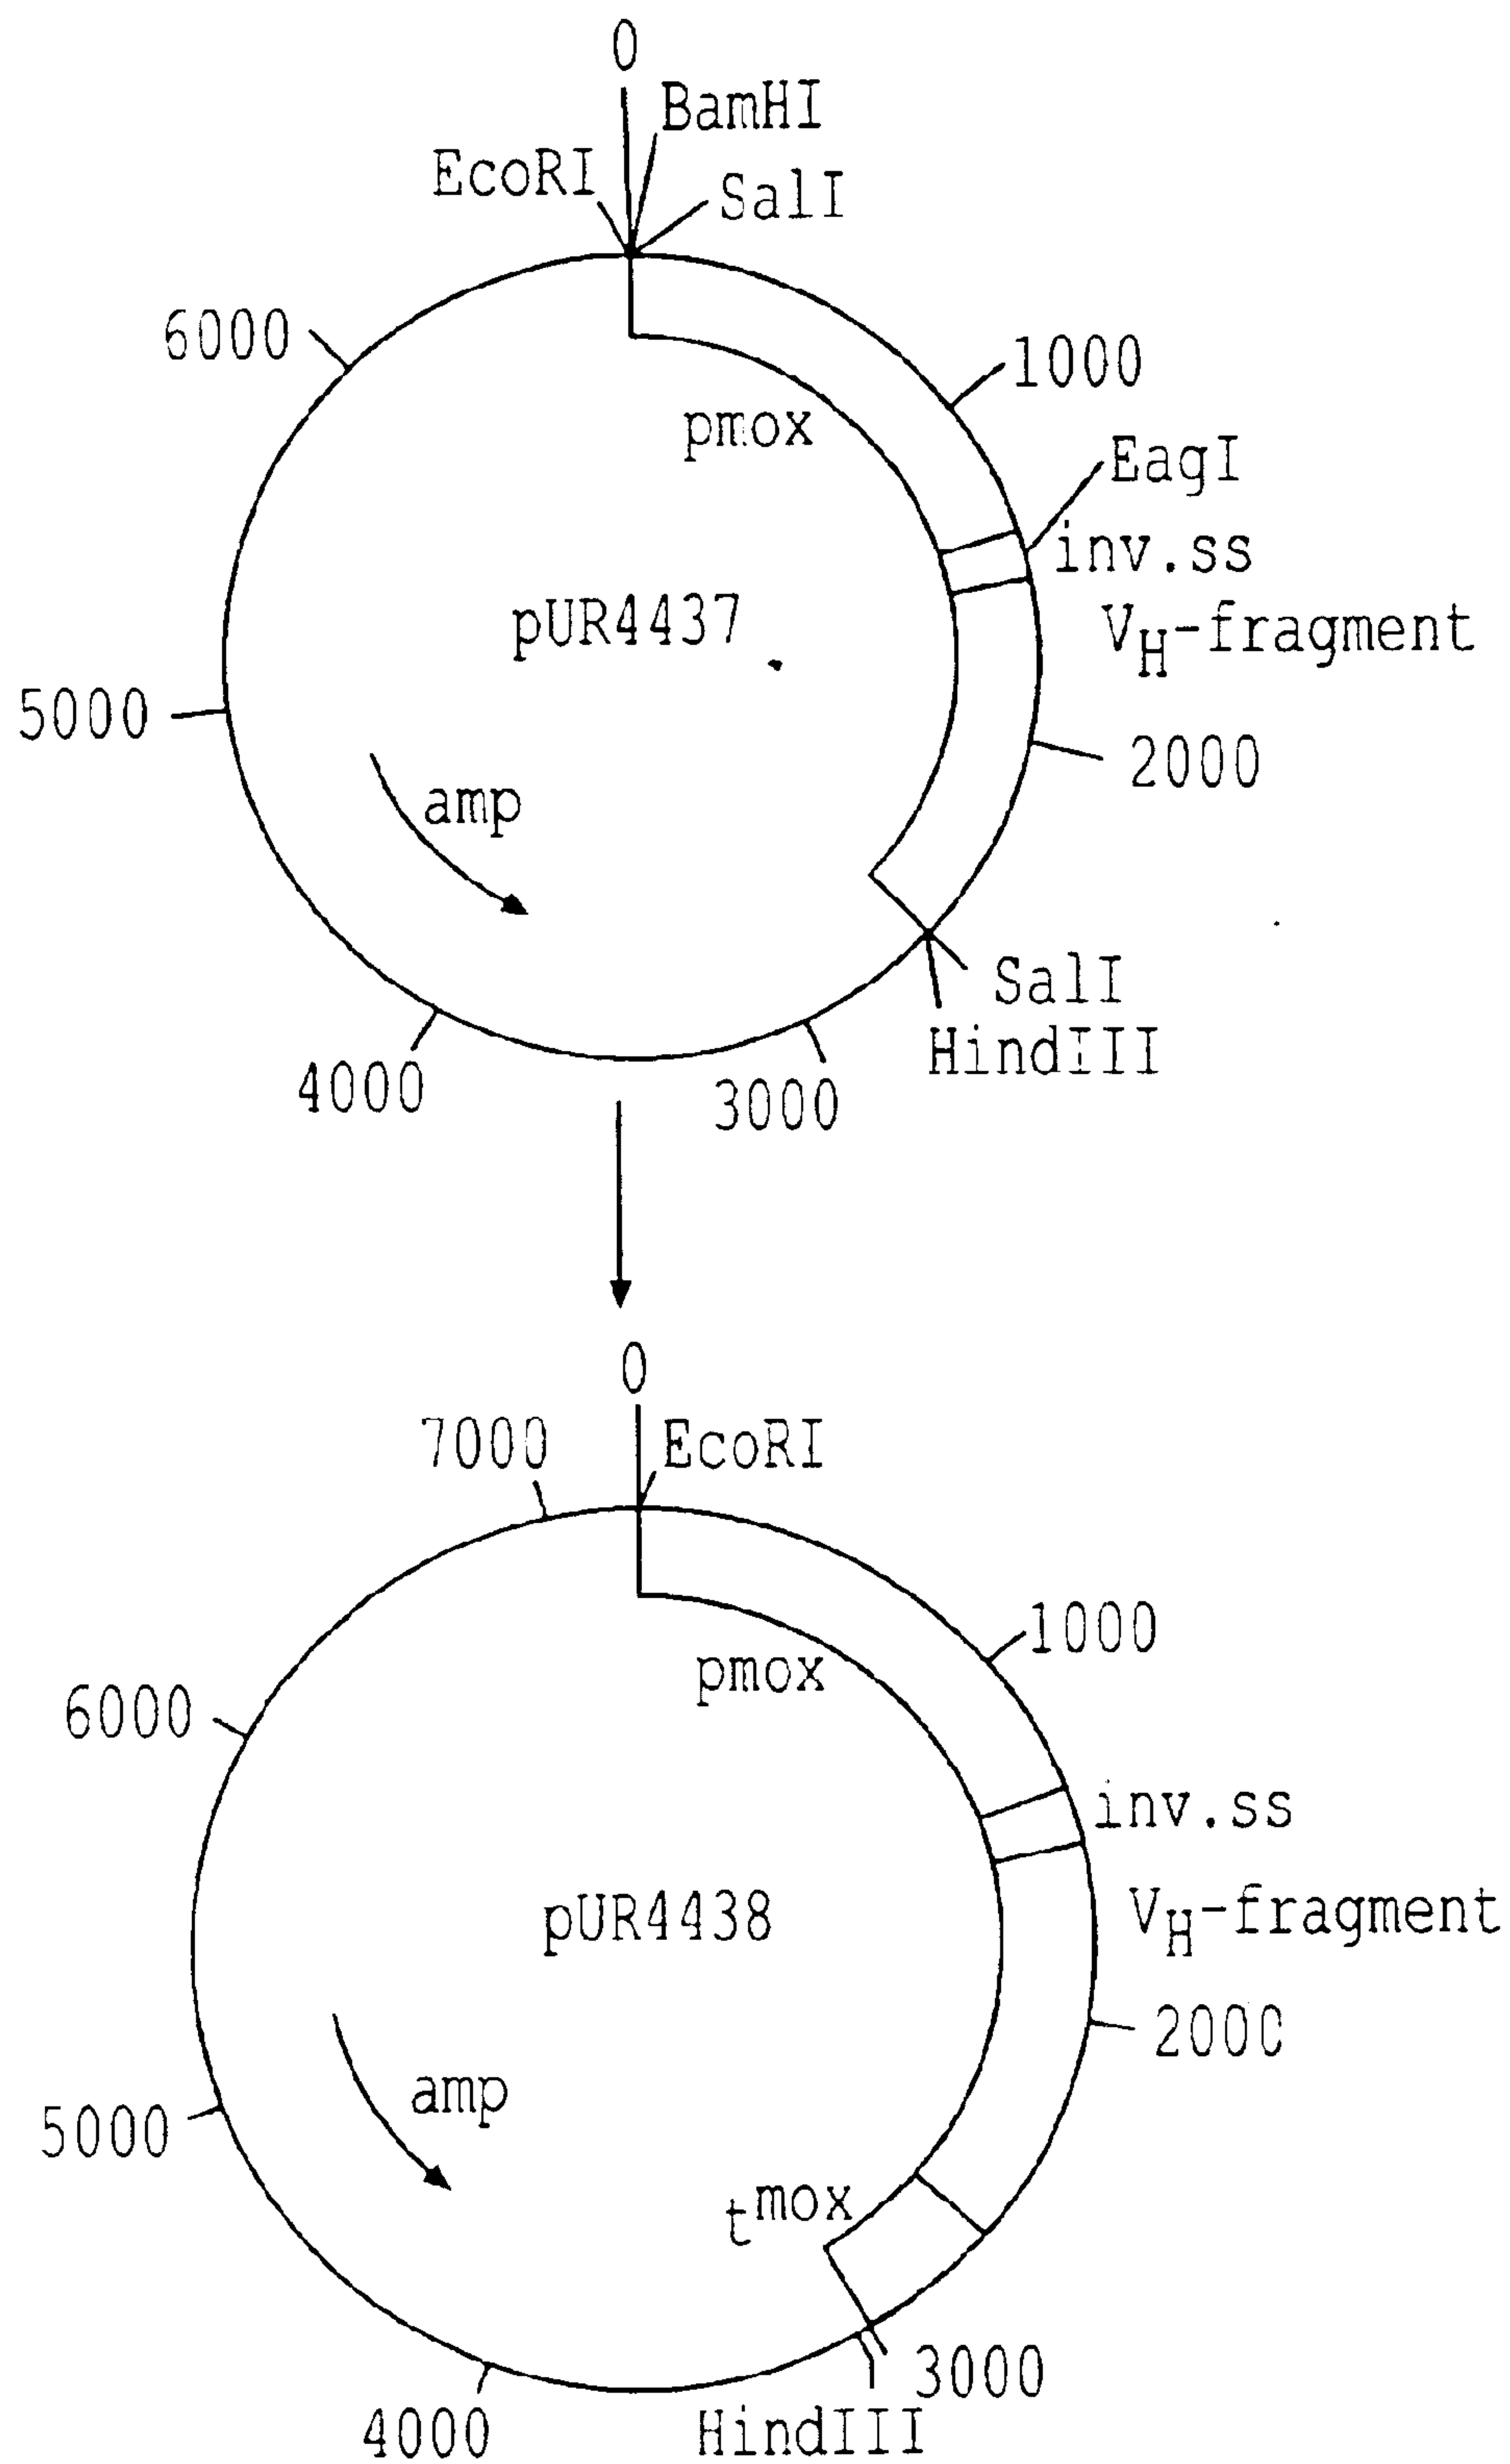 0
BamHI
EcoRI
SalI
6000
1000
pmox
EagI
inv.ss
pUR4437
VH-fragment
5000
2000
amp
SalI
HindIII
4000
3000
0
7000
EcoRI
1000
pmox
6000
inv.ss
pUR4438
VH-fragment
2000
amp
5000
tmox
3000
HindIII
4000